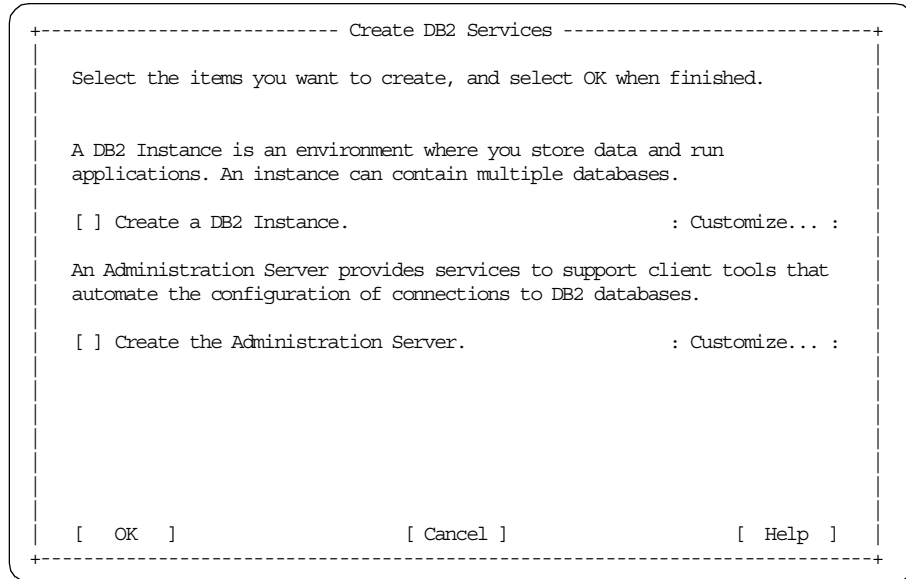 +---------------------------- Create DB2 Services -----------------------------+
Select the items you want to create, and select OK when finished.
A DB2 Instance is an environment where you store data and run
applications. An instance can contain multiple databases.
[ ] Create a DB2 Instance. : Customize... :
An Administration Server provides services to support client tools that
automate the configuration of connections to DB2 databases.
[ ] Create the Administration Server. : Customize... :
[ OK ] [ Cancel ] [ Help ]
+------------------------------------------------------------------------------+